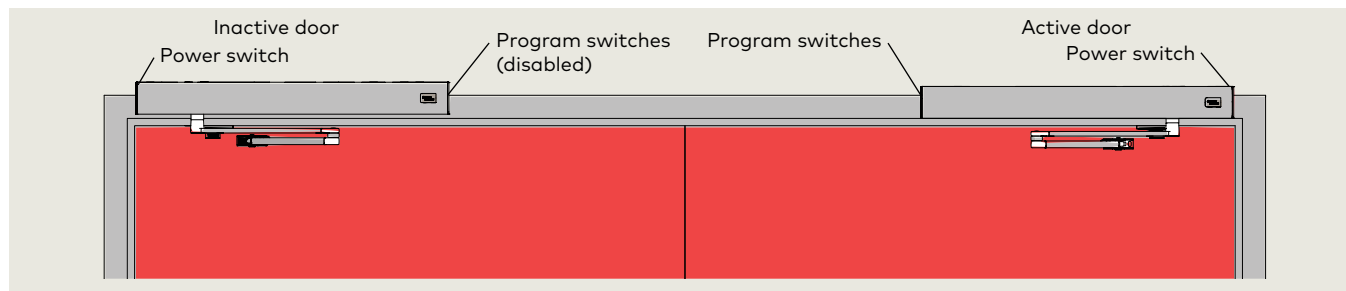 Inactive door
Power switch
Program switches
(disabled)
Program switches
Active door
Power switch